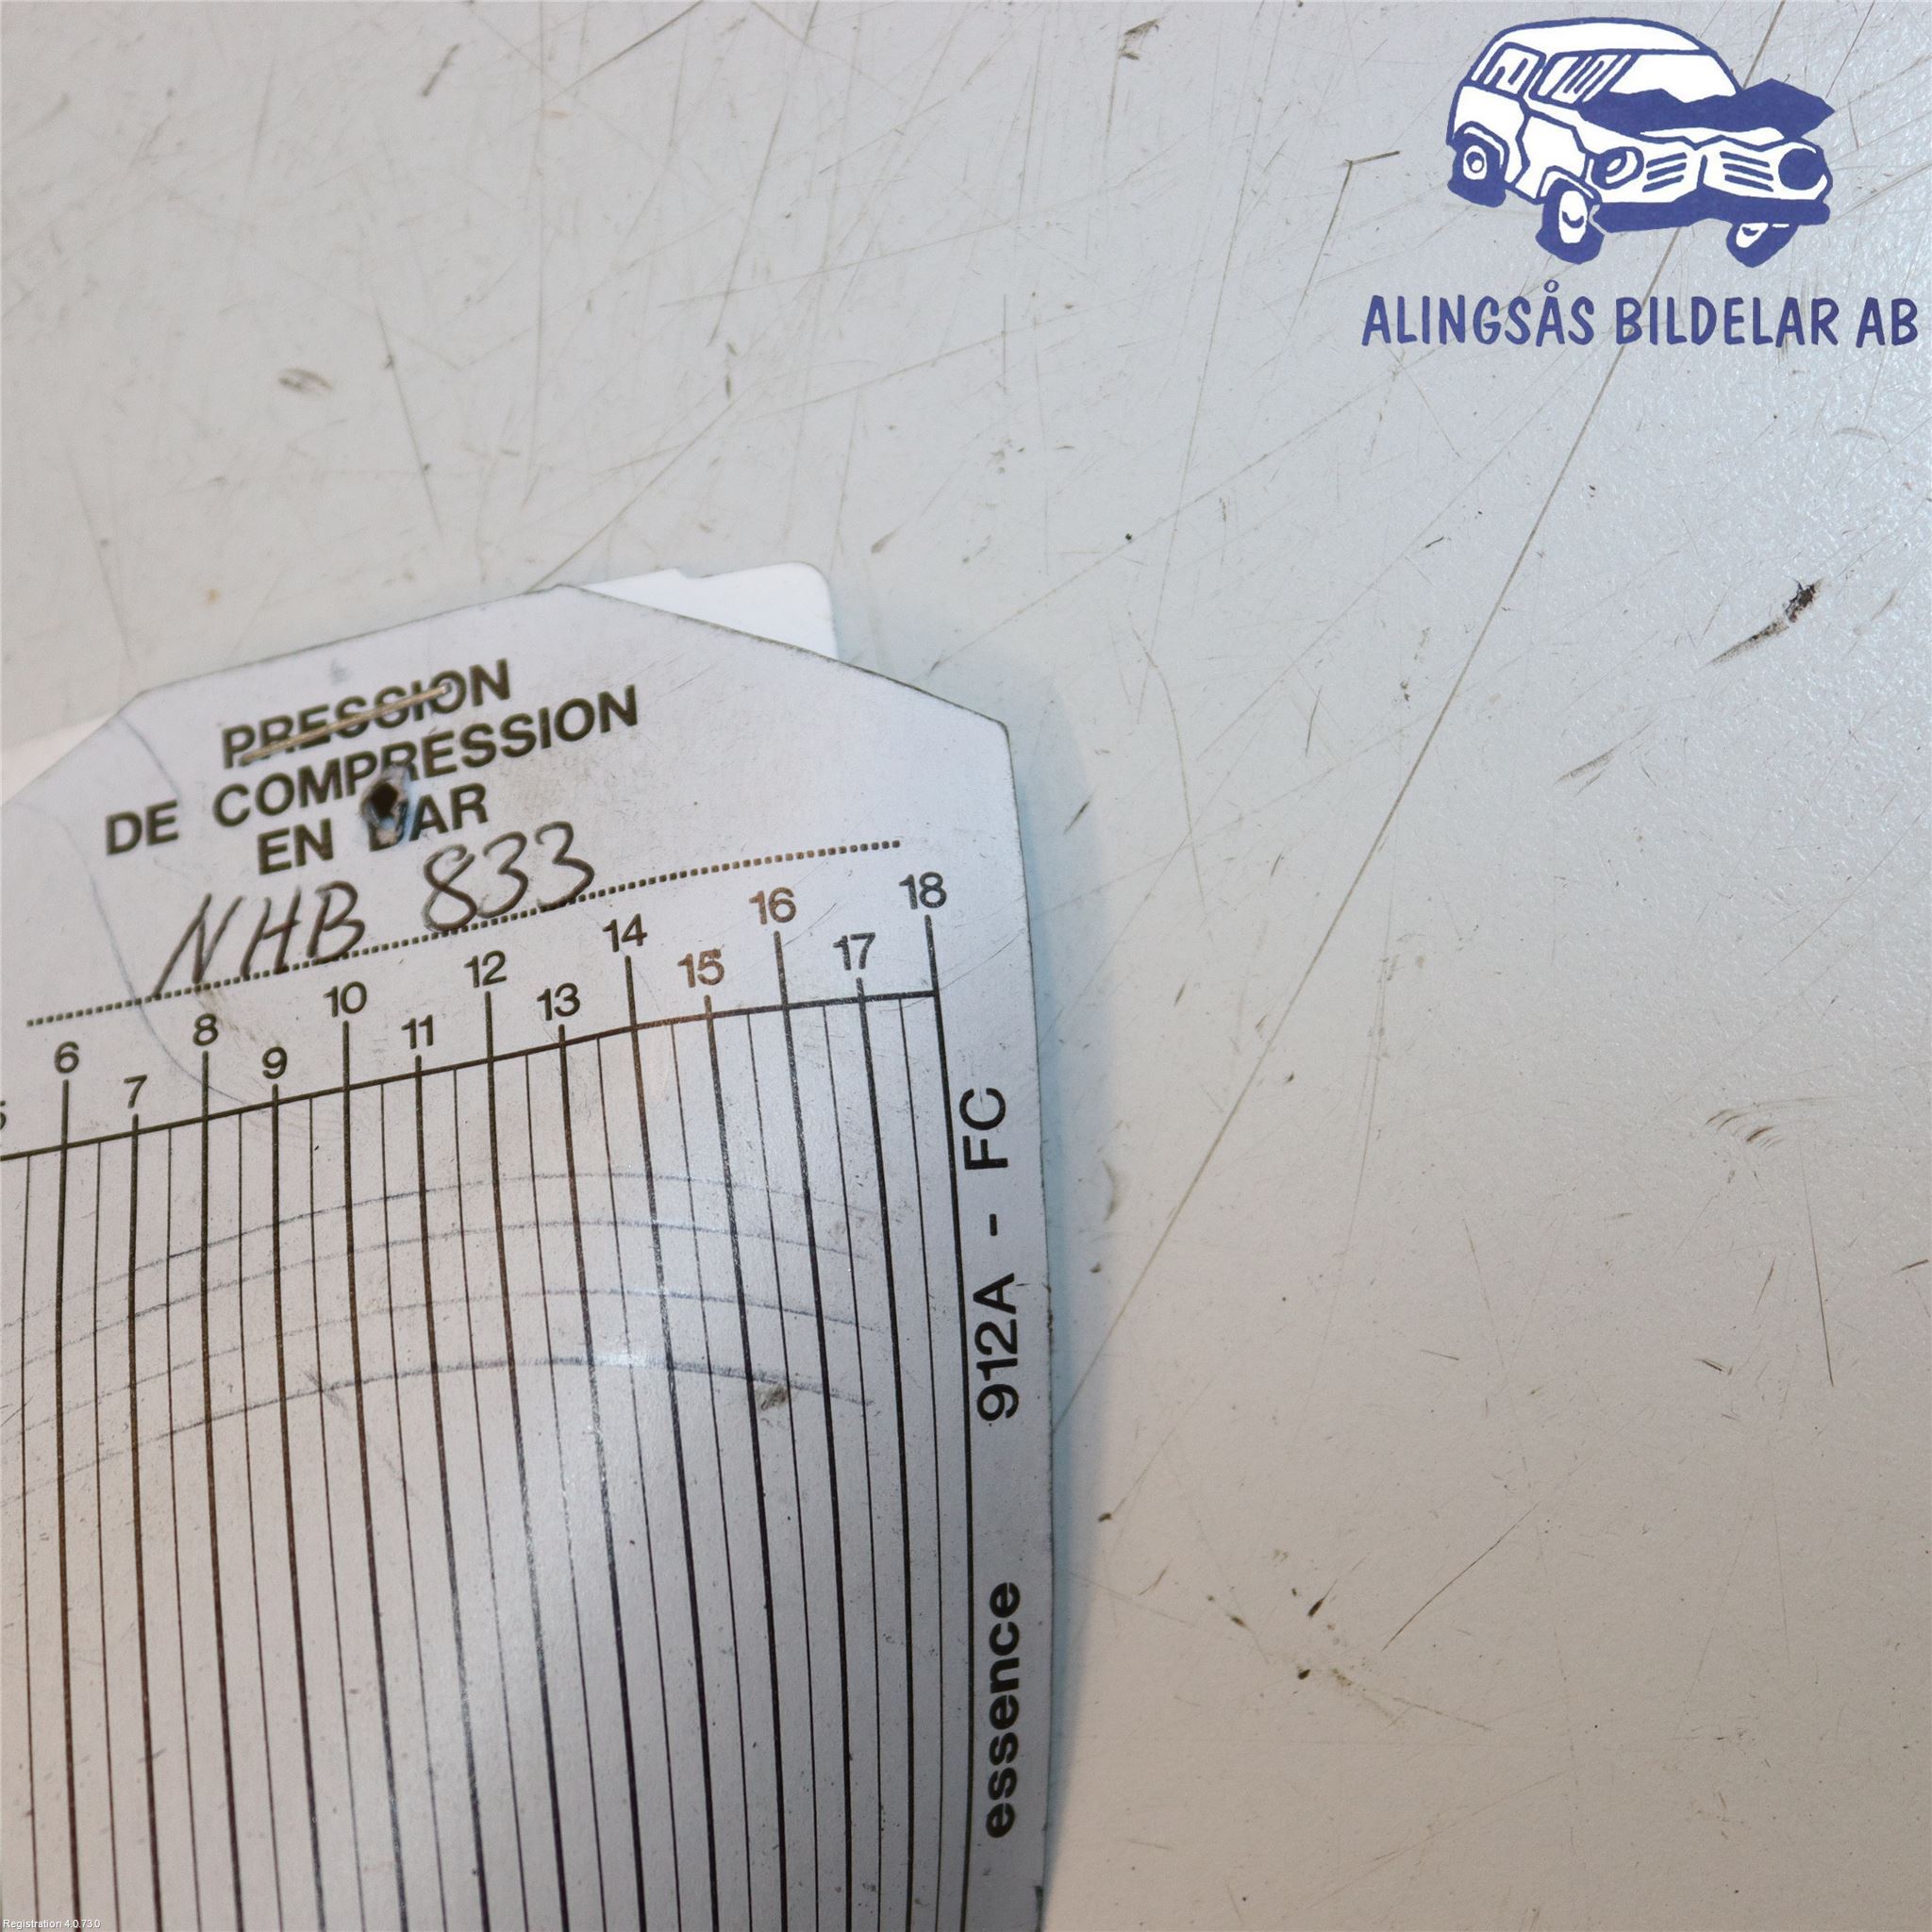 ALINGSÅS BILDELAR AB
PRESSION
DE COMPRESSION
EN BAR
NHB 833
6 7 8 9 10 11 12 13 14 15 16 17 18
912A - FC
essence
Registration 4.0.73.0